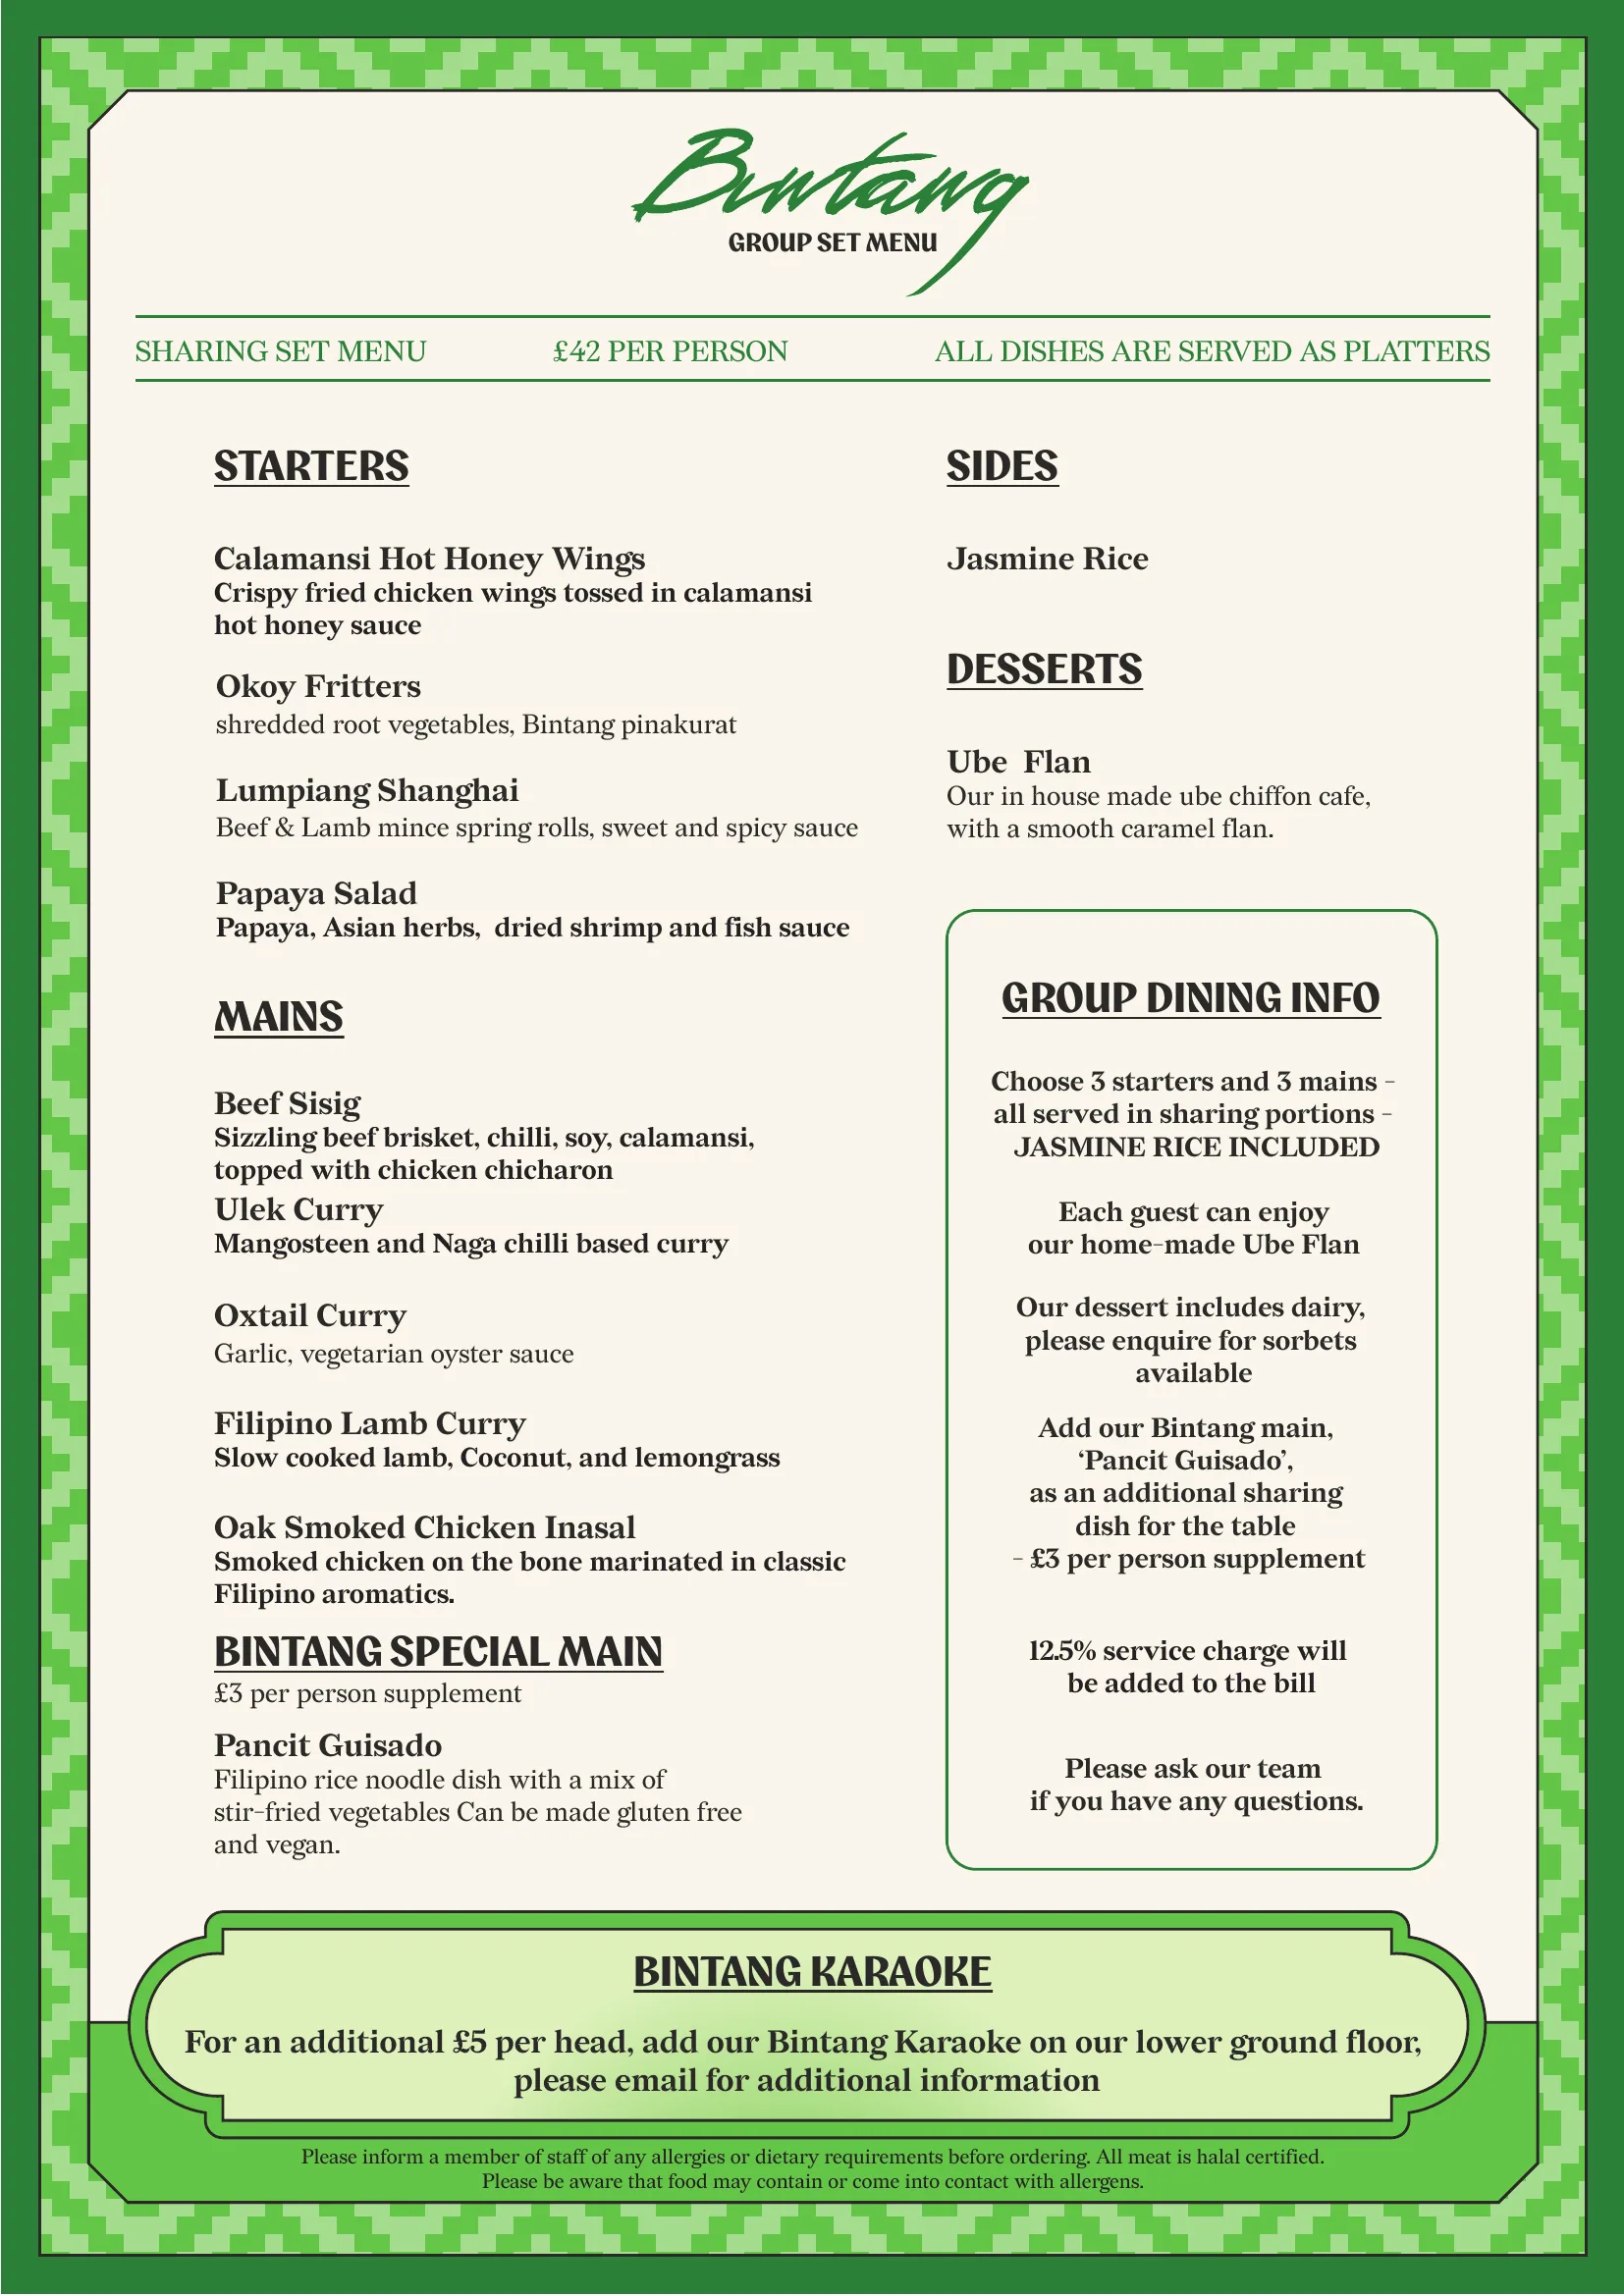 Bintang
GROUP SET MENU
SHARING SET MENU
£42 PER PERSON
ALL DISHES ARE SERVED AS PLATTERS
STARTERS
Calamansi Hot Honey Wings
Crispy fried chicken wings tossed in calamansi
hot honey sauce
Okoy Fritters
shredded root vegetables, Bintang pinakurat
Lumpiang Shanghai
Beef & Lamb mince spring rolls, sweet and spicy sauce
Papaya Salad
Papaya, Asian herbs, dried shrimp and fish sauce
MAINS
Beef Sisig
Sizzling beef brisket, chilli, soy, calamansi,
topped with chicken chicharon
Ulek Curry
Mangosteen and Naga chilli based curry
Oxtail Curry
Garlic, vegetarian oyster sauce
Filipino Lamb Curry
Slow cooked lamb, Coconut, and lemongrass
Oak Smoked Chicken Inasal
Smoked chicken on the bone marinated in classic
Filipino aromatics.
BINTANG SPECIAL MAIN
£3 per person supplement
Pancit Guisado
Filipino rice noodle dish with a mix of
stir-fried vegetables Can be made gluten free
and vegan.
SIDES
Jasmine Rice
DESSERTS
Ube Flan
Our in house made ube chiffon cafe,
with a smooth caramel flan.
GROUP DINING INFO
Choose 3 starters and 3 mains -
all served in sharing portions -
JASMINE RICE INCLUDED
Each guest can enjoy
our home-made Ube Flan
Our dessert includes dairy,
please enquire for sorbets
available
Add our Bintang main,
‘Pancit Guisado’,
as an additional sharing
dish for the table
- £3 per person supplement
12.5% service charge will
be added to the bill
Please ask our team
if you have any questions.
BINTANG KARAOKE
For an additional £5 per head, add our Bintang Karaoke on our lower ground floor,
please email for additional information
Please inform a member of staff of any allergies or dietary requirements before ordering. All meat is halal certified.
Please be aware that food may contain or come into contact with allergens.